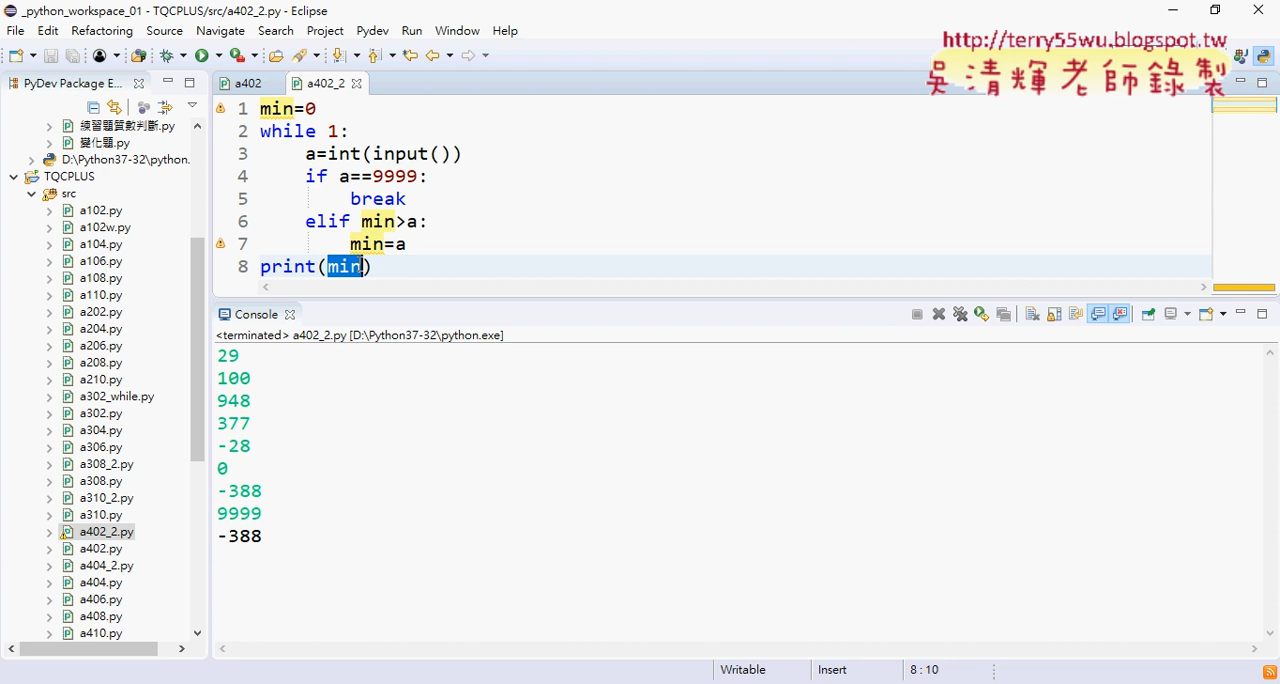 _python_workspace_01 - TQCPLUS/src/a402_2.py - Eclipse
File Edit Refactoring Source Navigate Search Project Pydev Run Window Help
http://terry55wu.blogspot.tw
吳清輝老師錄製
PyDev Package E...
練習題質數判斷.py
變化題.py
D:\Python37-32\python.
TQCPLUS
src
a102.py
a102w.py
a104.py
a106.py
a108.py
a110.py
a202.py
a204.py
a206.py
a208.py
a210.py
a302_while.py
a302.py
a304.py
a306.py
a308_2.py
a308.py
a310_2.py
a310.py
a402_2.py
a402.py
a404_2.py
a404.py
a406.py
a408.py
a410.py
a402
a402_2
1 min=0
2 while 1:
3 a=int(input())
4 if a==9999:
5 break
6 elif min>a:
7 min=a
8 print(min)
Console
<terminated> a402_2.py [D:\Python37-32\python.exe]
29
100
948
377
-28
0
-388
9999
-388
Writable Insert 8 : 10